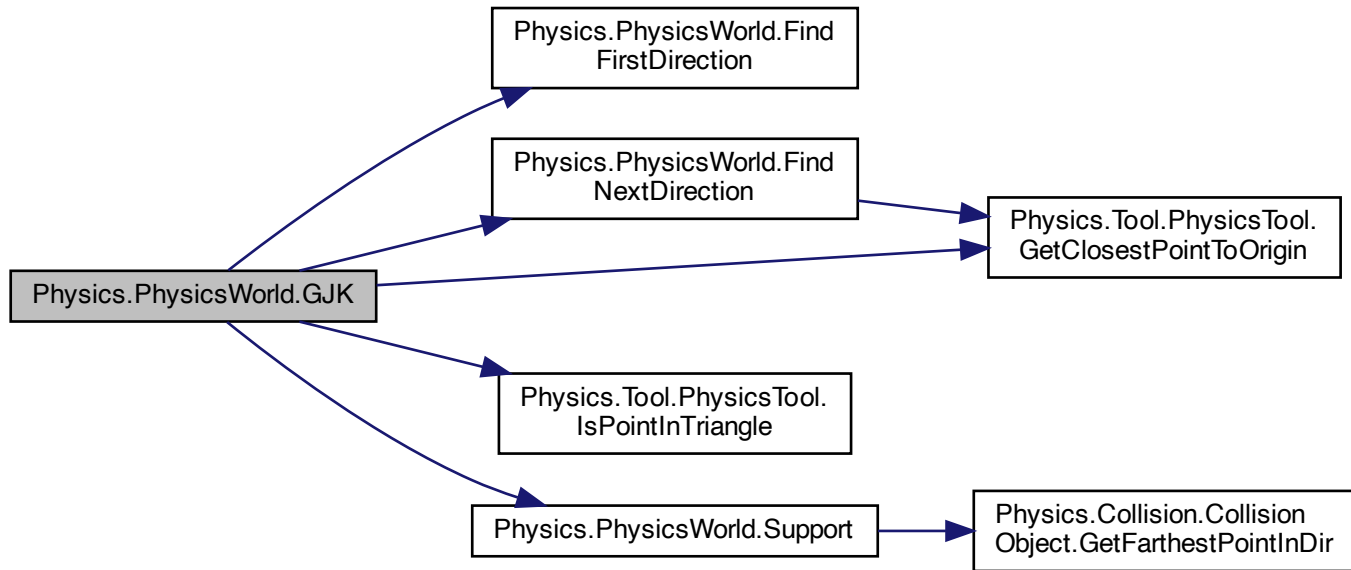 Physics.PhysicsWorld.Find
FirstDirection
Physics.PhysicsWorld.Find
NextDirection
Physics.Tool.PhysicsTool.
GetClosestPointToOrigin
Physics.PhysicsWorld.GJK
Physics.Tool.PhysicsTool.
IsPointInTriangle
Physics.PhysicsWorld.Support
Physics.Collision.Collision
Object.GetFarthestPointInDir